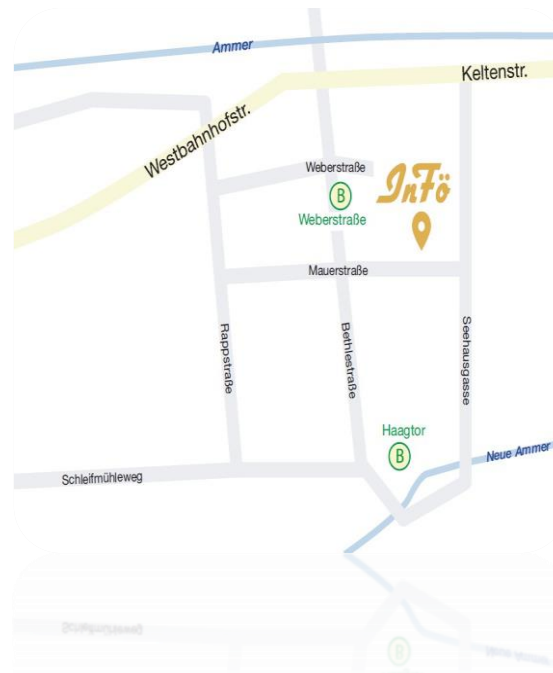 Ammer
Keltenstr.
Westbahnhofstr.
Weberstraße
InFö
B
Weberstraße
Mauerstraße
Rappstraße
Bethlestraße
Seehausgasse
Haagtor
B
Neue Ammer
Schleifmühleweg